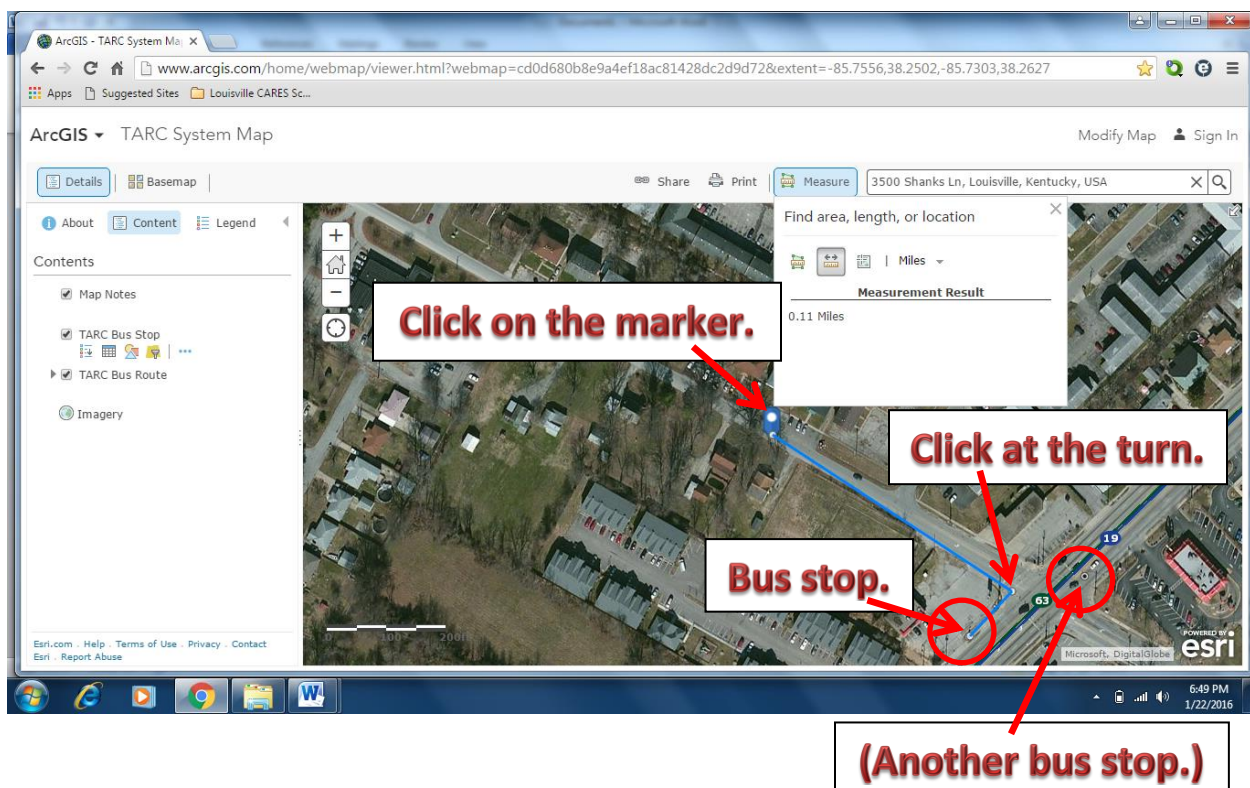 ArcGIS - TARC System Ma
www.arcgis.com/home/webmap/viewer.html?webmap=cd0d680b8e9a4ef18ac81428dc2d9d72&extent=-85.7556,38.2502,-85.7303,38.2627
Apps Suggested Sites Louisville CARES Sc...
ArcGIS TARC System Map Modify Map Sign In
Details Basemap Share Print Measure 3500 Shanks Ln, Louisville, Kentucky, USA
About Content Legend
Find area, length, or location
Contents
Miles
Map Notes
Measurement Result
0.11 Miles
Click on the marker.
TARC Bus Stop
TARC Bus Route
Imagery
Click at the turn.
19
Bus stop.
63
0 100 200ft
Esri.com . Help . Terms of Use . Privacy . Contact
Esri . Report Abuse
POWERED BY
esri
Microsoft, DigitalGlobe
6:49 PM
1/22/2016
(Another bus stop.)